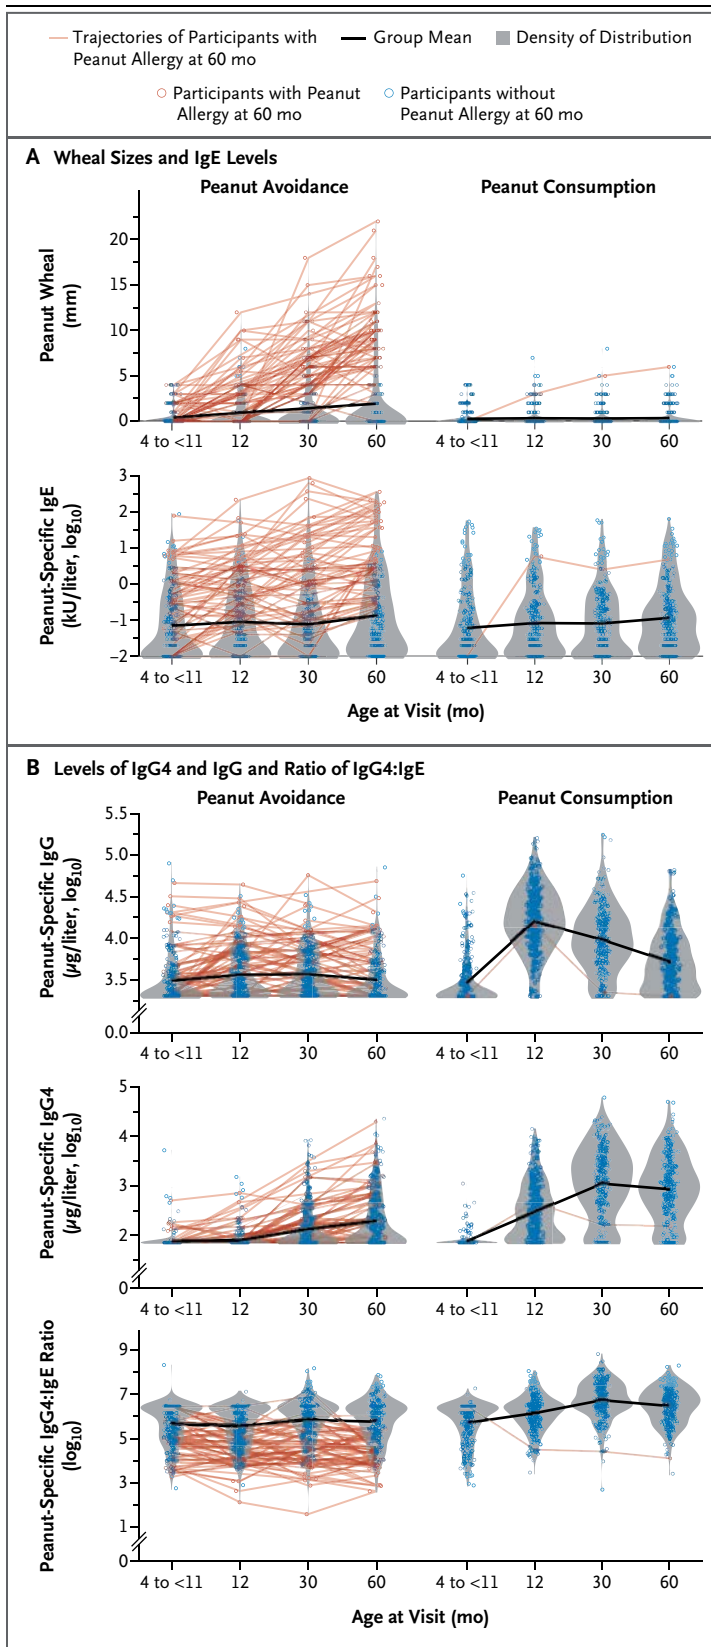 Trajectories of Participants with Peanut Allergy at 60 mo
Group Mean
Density of Distribution
Participants with Peanut Allergy at 60 mo
Participants without Peanut Allergy at 60 mo
A Wheal Sizes and IgE Levels
Peanut Avoidance
Peanut Consumption
Peanut Wheal (mm)
20
15
10
5
0
4 to <11 12 30 60
4 to <11 12 30 60
Peanut-Specific IgE (kU/liter, log10)
3
2
1
0
−1
−2
4 to <11 12 30 60
4 to <11 12 30 60
Age at Visit (mo)
B Levels of IgG4 and IgG and Ratio of IgG4:IgE
Peanut Avoidance
Peanut Consumption
Peanut-Specific IgG (µg/liter, log10)
5.5
5.0
4.5
4.0
3.5
0.0
4 to <11 12 30 60
4 to <11 12 30 60
Peanut-Specific IgG4 (µg/liter, log10)
5
4
3
2
0
4 to <11 12 30 60
4 to <11 12 30 60
Peanut-Specific IgG4:IgE Ratio (log10)
9
7
5
3
1
0
4 to <11 12 30 60
4 to <11 12 30 60
Age at Visit (mo)